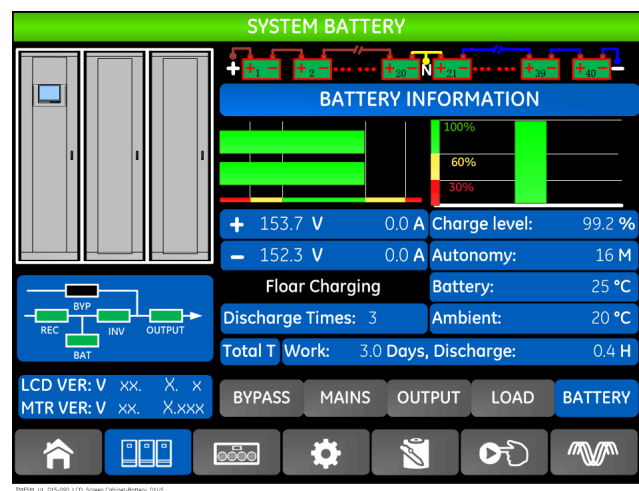 SYSTEM BATTERY
+ +1 - +2 - ... ... +20 - N +21 - ... ... +39 - +40 - -
BATTERY INFORMATION
100%
60%
30%
+ 153.7 V 0.0 A
- 152.3 V 0.0 A
Charge level: 99.2 %
Autonomy: 16 M
Floar Charging
Battery: 25 °C
Discharge Times: 3
Ambient: 20 °C
Total T Work: 3.0 Days, Discharge: 0.4 H
BYP
REC INV OUTPUT
BAT
LCD VER: V xx. X. x
MTR VER: V xx. X.xxx
BYPASS MAINS OUTPUT LOAD BATTERY